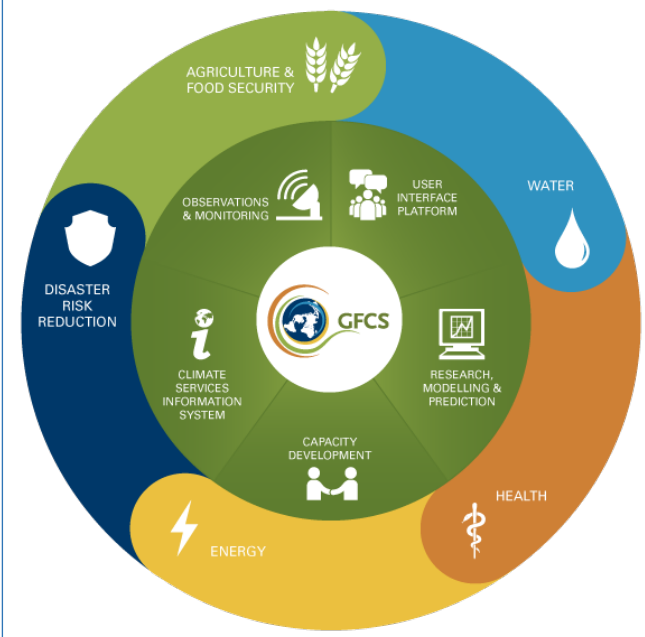 AGRICULTURE &
FOOD SECURITY
WATER
OBSERVATIONS
& MONITORING
USER
INTERFACE
PLATFORM
DISASTER
RISK
REDUCTION
GFCS
CLIMATE
SERVICES
INFORMATION
SYSTEM
RESEARCH,
MODELLING &
PREDICTION
CAPACITY
DEVELOPMENT
HEALTH
ENERGY